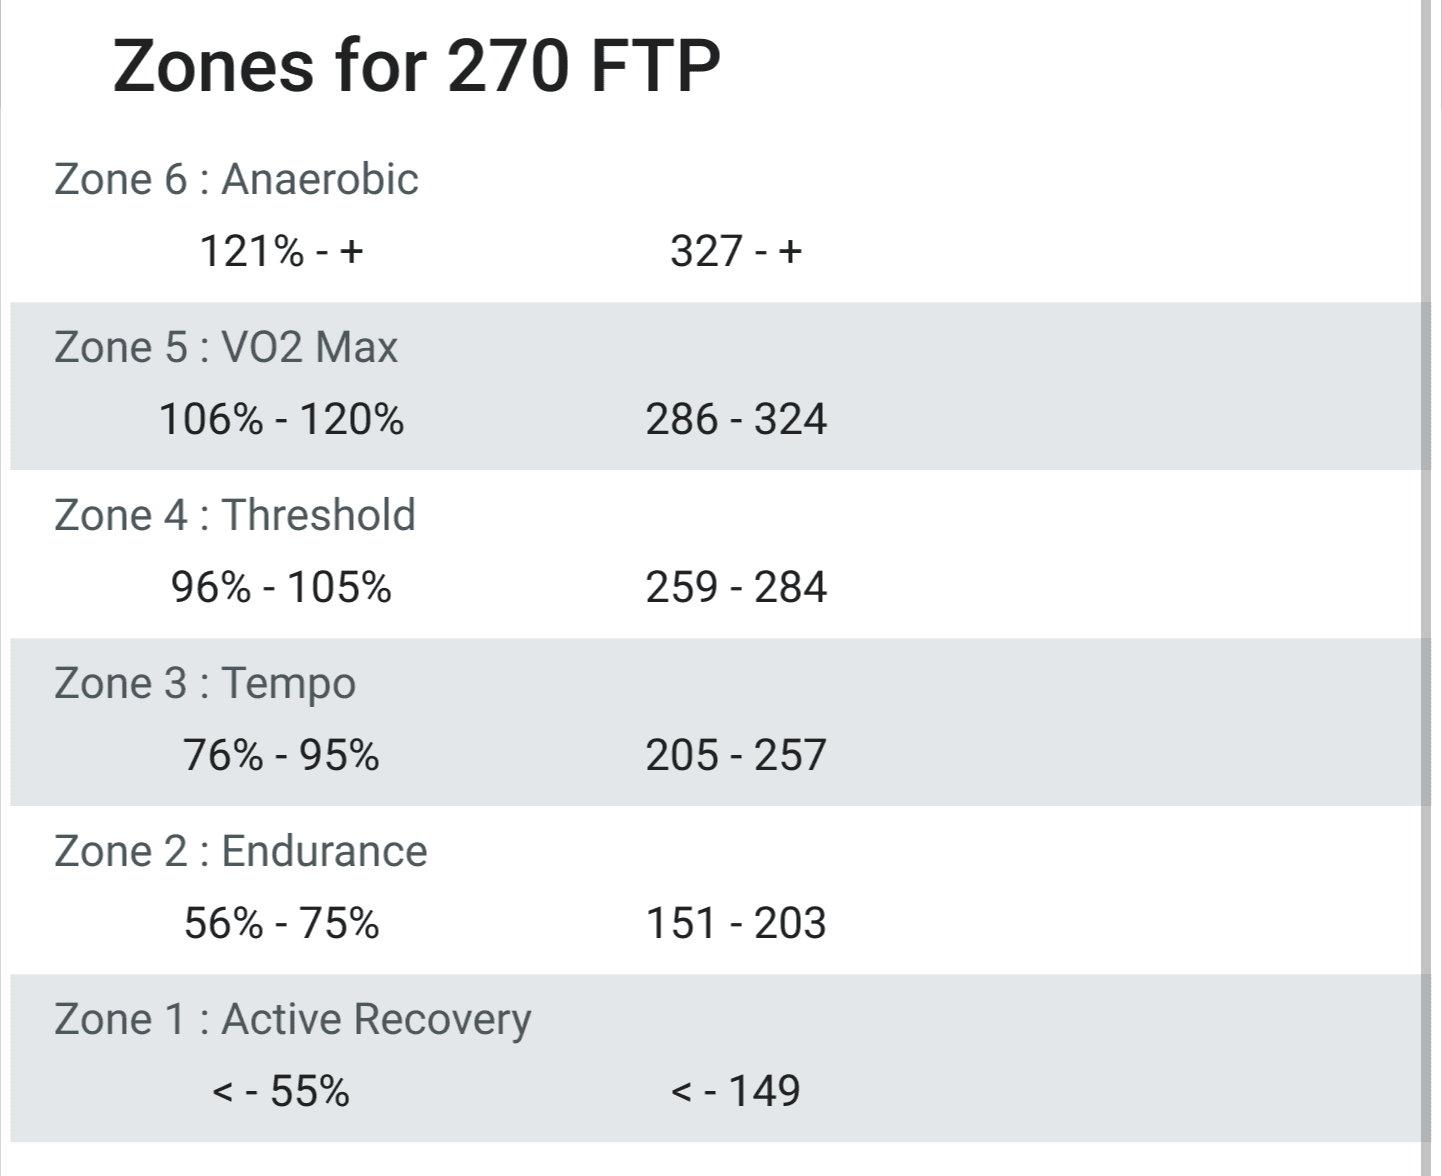 Zones for 270 FTP
Zone 6 : Anaerobic
121% - + 327 - +
Zone 5 : VO2 Max
106% - 120% 286 - 324
Zone 4 : Threshold
96% - 105% 259 - 284
Zone 3 : Tempo
76% - 95% 205 - 257
Zone 2 : Endurance
56% - 75% 151 - 203
Zone 1 : Active Recovery
< - 55% < - 149